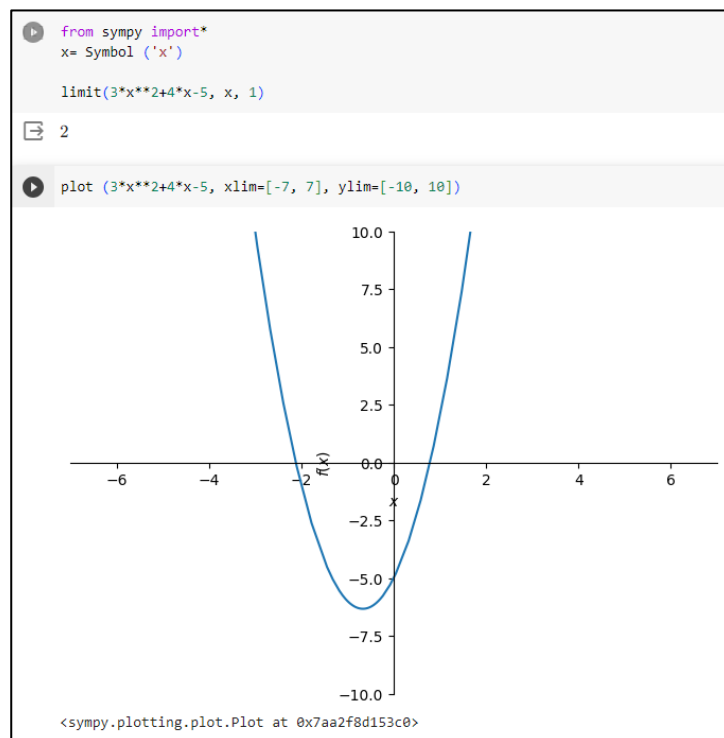 from sympy import*
x= Symbol ('x')
limit(3*x**2+4*x-5, x, 1)
2
plot (3*x**2+4*x-5, xlim=[-7, 7], ylim=[-10, 10])
10.0
7.5
5.0
2.5
0.0
f(x)
−6 −4 −2 0 2 4 6
x
−2.5
−5.0
−7.5
−10.0
<sympy.plotting.plot.Plot at 0x7aa2f8d153c0>